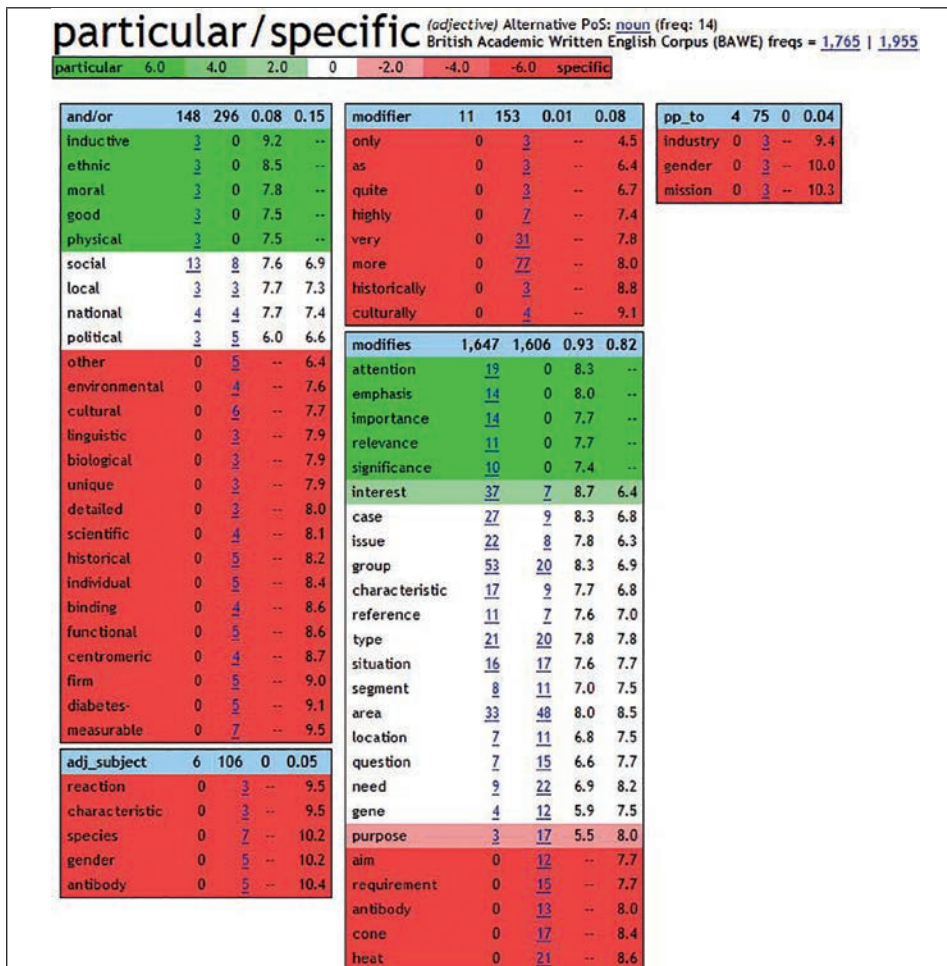 particular/specific (adjective) Alternative PoS: noun (freq: 14)
British Academic Written English Corpus (BAWE) freqs = 1,765 | 1,955
particular 6.0 4.0 2.0 0 -2.0 -4.0 -6.0 specific
and/or 148 296 0.08 0.15
inductive 3 0 9.2 --
ethnic 3 0 8.5 --
moral 3 0 7.8 --
good 3 0 7.5 --
physical 3 0 7.5 --
social 13 8 7.6 6.9
local 3 3 7.7 7.3
national 4 4 7.7 7.4
political 3 5 6.0 6.6
other 0 5 -- 6.4
environmental 0 4 -- 7.6
cultural 0 6 -- 7.7
linguistic 0 3 -- 7.9
biological 0 3 -- 7.9
unique 0 3 -- 7.9
detailed 0 3 -- 8.0
scientific 0 4 -- 8.1
historical 0 5 -- 8.2
individual 0 5 -- 8.4
binding 0 4 -- 8.6
functional 0 5 -- 8.6
centromeric 0 4 -- 8.7
firm 0 5 -- 9.0
diabetes- 0 5 -- 9.1
measurable 0 7 -- 9.5
adj_subject 6 106 0 0.05
reaction 0 3 -- 9.5
characteristic 0 3 -- 9.5
species 0 7 -- 10.2
gender 0 5 -- 10.2
antibody 0 5 -- 10.4
modifier 11 153 0.01 0.08
only 0 3 -- 4.5
as 0 3 -- 6.4
quite 0 3 -- 6.7
highly 0 7 -- 7.4
very 0 31 -- 7.8
more 0 77 -- 8.0
historically 0 3 -- 8.8
culturally 0 4 -- 9.1
modifies 1,647 1,606 0.93 0.82
attention 19 0 8.3 --
emphasis 14 0 8.0 --
importance 14 0 7.7 --
relevance 11 0 7.7 --
significance 10 0 7.4 --
interest 37 7 8.7 6.4
case 27 9 8.3 6.8
issue 22 8 7.8 6.3
group 53 20 8.3 6.9
characteristic 17 9 7.7 6.8
reference 11 7 7.6 7.0
type 21 20 7.8 7.8
situation 16 17 7.6 7.7
segment 8 11 7.0 7.5
area 33 48 8.0 8.5
location 7 11 6.8 7.5
question 7 15 6.6 7.7
need 9 22 6.9 8.2
gene 4 12 5.9 7.5
purpose 3 17 5.5 8.0
aim 0 12 -- 7.7
requirement 0 15 -- 7.7
antibody 0 13 -- 8.0
cone 0 17 -- 8.4
heat 0 21 -- 8.6
pp_to 4 75 0 0.04
industry 0 3 -- 9.4
gender 0 3 -- 10.0
mission 0 3 -- 10.3